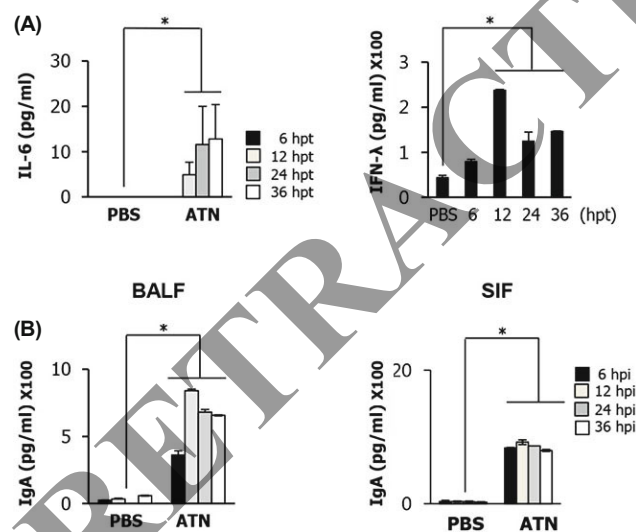 (A)
*
IL-6 (pg/ml)
30
20
10
0
PBS ATN
6 hpt
12 hpt
24 hpt
36 hpt
*
IFN-λ (pg/ml) X100
3
2
1
0
PBS 6 12 24 36 (hpt)
BALF
SIF
(B)
*
IgA (pg/ml) X100
10
5
0
PBS ATN
*
IgA (pg/ml) X100
20
10
0
PBS ATN
6 hpi
12 hpi
24 hpi
36 hpi
RETRACT